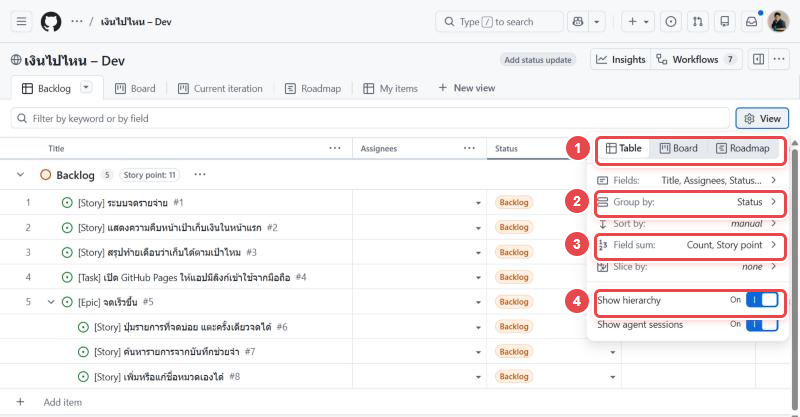 เงินไปไหน – Dev
Type / to search
เงินไปไหน – Dev
Add status update
Insights
Workflows 7
Backlog
Board
Current iteration
Roadmap
My items
New view
Filter by keyword or by field
View
Title
Assignees
Status
Backlog 5 Story point: 11
1 [Story] ระบบจดรายจ่าย #1 Backlog
2 [Story] แสดงความคืบหน้าเป้าเก็บเงินในหน้าแรก #2 Backlog
3 [Story] สรุปท้ายเดือนว่าเก็บได้ตามเป้าไหม #3 Backlog
4 [Task] เปิด GitHub Pages ให้แอปมีลิงก์เข้าใช้จากมือถือ #4 Backlog
5 [Epic] จดเร็วขึ้น #5 Backlog
[Story] ปุ่มรายการที่จดบ่อย แตะครั้งเดียวจดได้ #6 Backlog
[Story] ค้นหารายการจากบันทึกช่วยจำ #7 Backlog
[Story] เพิ่มหรือแก้ชื่อหมวดเองได้ #8 Backlog
Add item
1 Table Board Roadmap
Fields: Title, Assignees, Status...
2 Group by: Status
Sort by: manual
3 Field sum: Count, Story point
Slice by: none
4 Show hierarchy On
Show agent sessions On